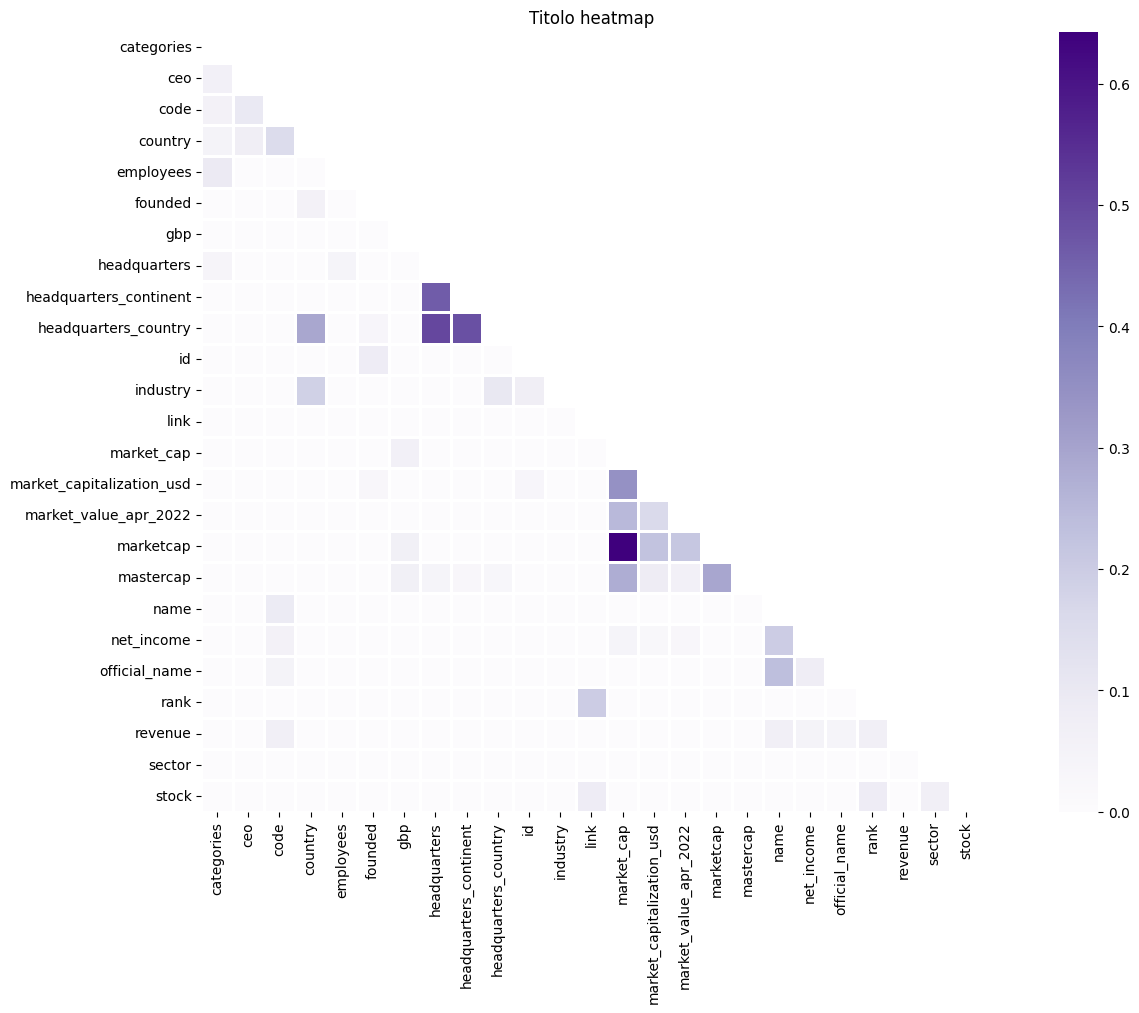 Titolo heatmap
categories
ceo
code
country
employees
founded
gbp
headquarters
headquarters_continent
headquarters_country
id
industry
link
market_cap
market_capitalization_usd
market_value_apr_2022
marketcap
mastercap
name
net_income
official_name
rank
revenue
sector
stock
categories
ceo
code
country
employees
founded
gbp
headquarters
headquarters_continent
headquarters_country
id
industry
link
market_cap
market_capitalization_usd
market_value_apr_2022
marketcap
mastercap
name
net_income
official_name
rank
revenue
sector
stock
0.6
0.5
0.4
0.3
0.2
0.1
0.0